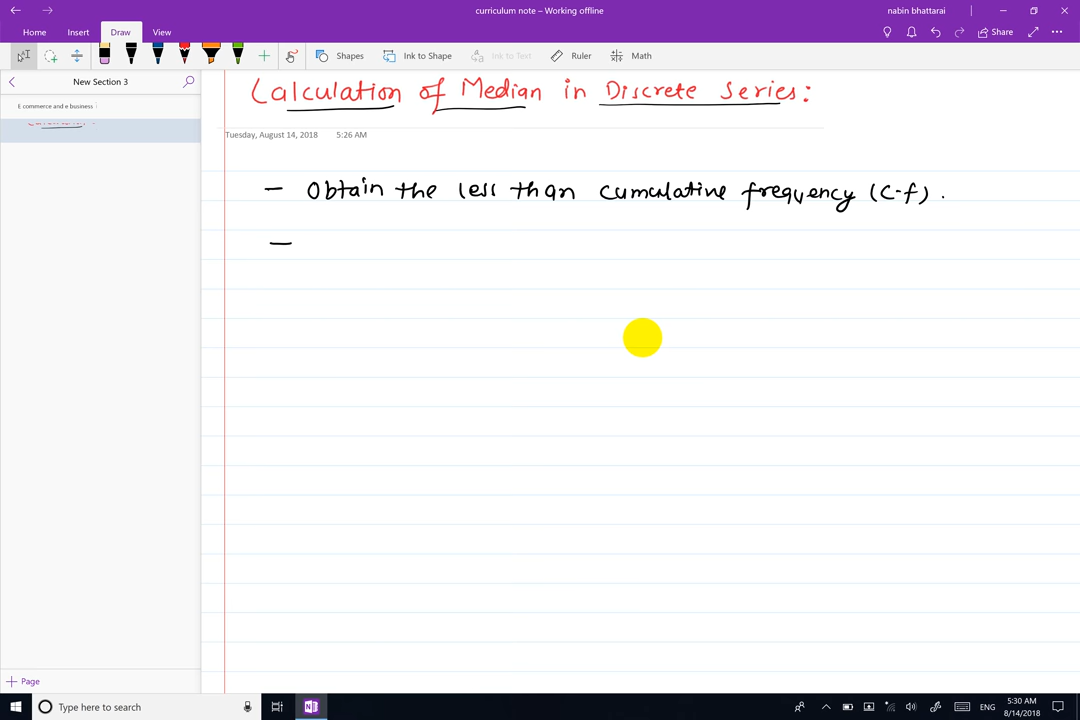 curriculum note – Working offline
nabin bhattarai
Home Insert Draw View
Share
Shapes Ink to Shape Ink to Text Ruler Math
New Section 3
E commerce and e business
Calculation of Median in Discrete Series:
Tuesday, August 14, 2018 5:26 AM
– Obtain the less than cumulative frequency (c.f).
–
+ Page
Type here to search
ENG
5:30 AM
8/14/2018